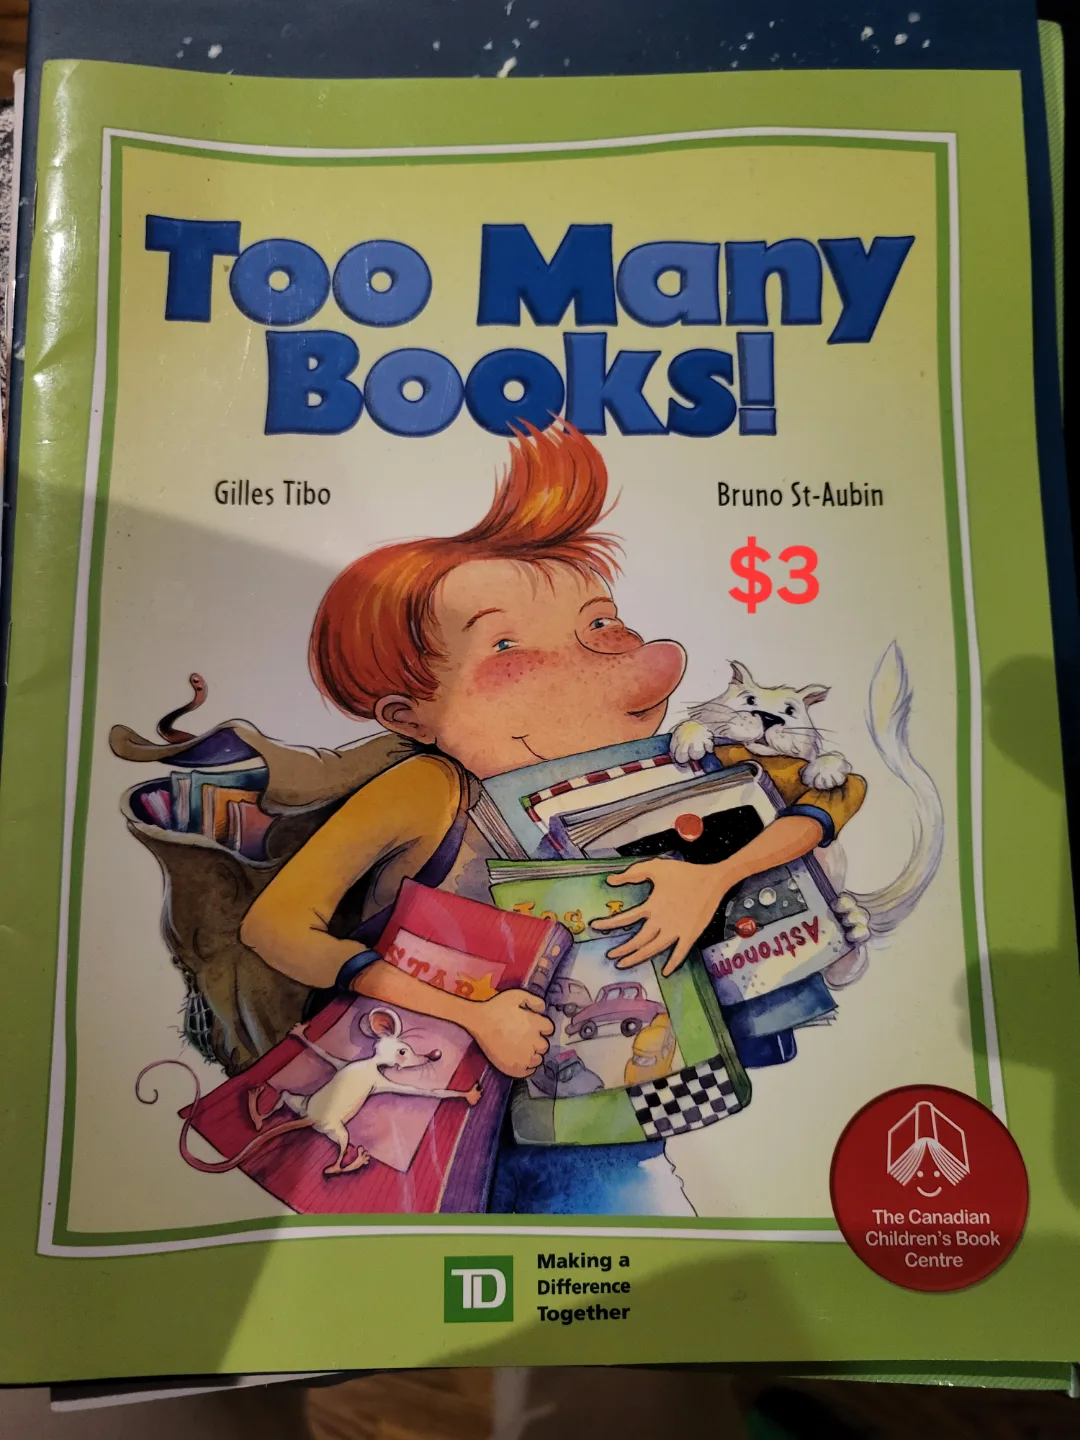 Too Many
Books!
Gilles Tibo
Bruno St-Aubin
$3
STAR
Astronom
The Canadian
Children's Book
Centre
TD
Making a
Difference
Together